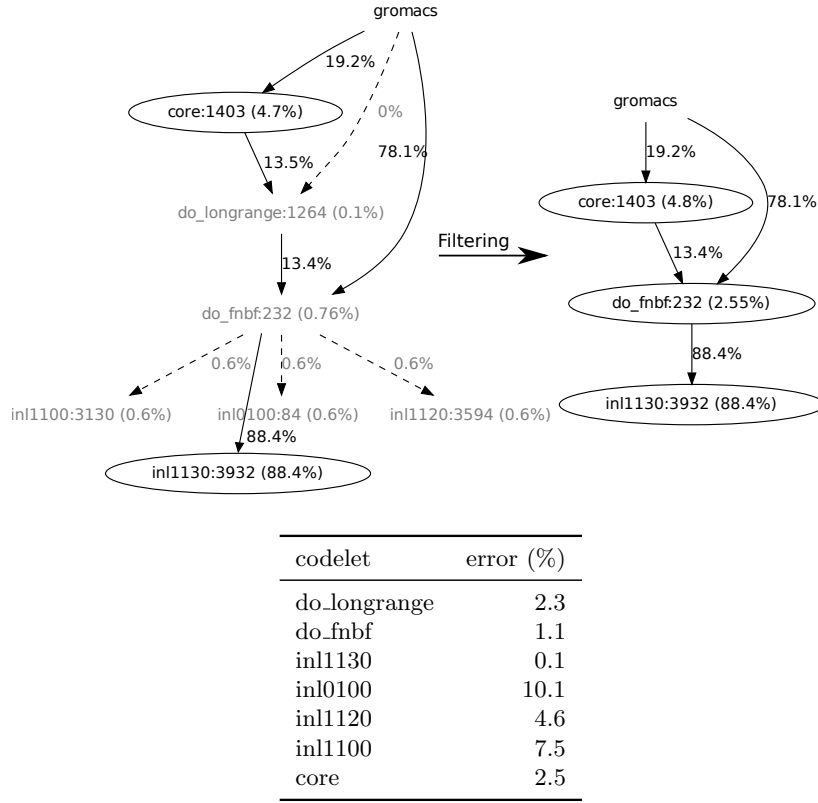 gromacs
19.2%
core:1403 (4.7%)
0%
78.1%
13.5%
do_longrange:1264 (0.1%)
13.4%
do_fnbf:232 (0.76%)
0.6%
0.6%
0.6%
inl1100:3130 (0.6%)
inl0100:84 (0.6%)
inl1120:3594 (0.6%)
88.4%
inl1130:3932 (88.4%)
Filtering
gromacs
19.2%
core:1403 (4.8%)
78.1%
13.4%
do_fnbf:232 (2.55%)
88.4%
inl1130:3932 (88.4%)
codelet error (%)
do_longrange 2.3
do_fnbf 1.1
inl1130 0.1
inl0100 10.1
inl1120 4.6
inl1100 7.5
core 2.5